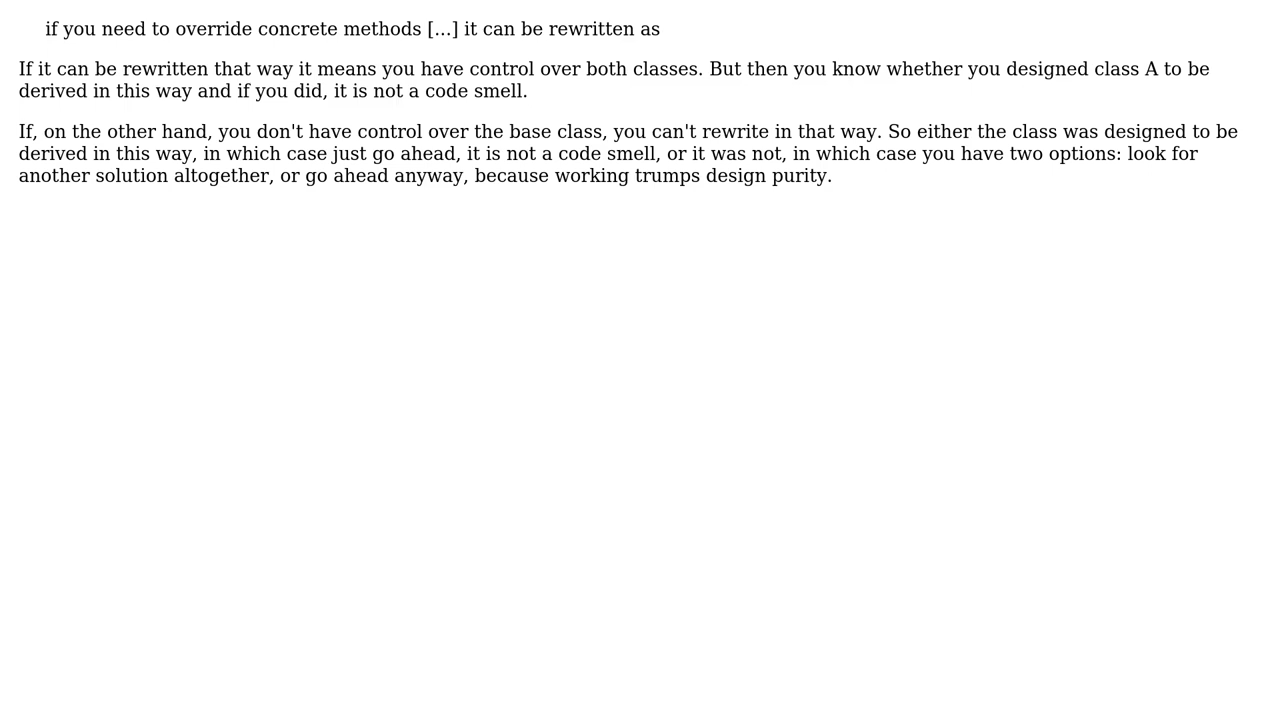 if you need to override concrete methods [...] it can be rewritten as
If it can be rewritten that way it means you have control over both classes. But then you know whether you designed class A to be
derived in this way and if you did, it is not a code smell.
If, on the other hand, you don't have control over the base class, you can't rewrite in that way. So either the class was designed to be
derived in this way, in which case just go ahead, it is not a code smell, or it was not, in which case you have two options: look for
another solution altogether, or go ahead anyway, because working trumps design purity.